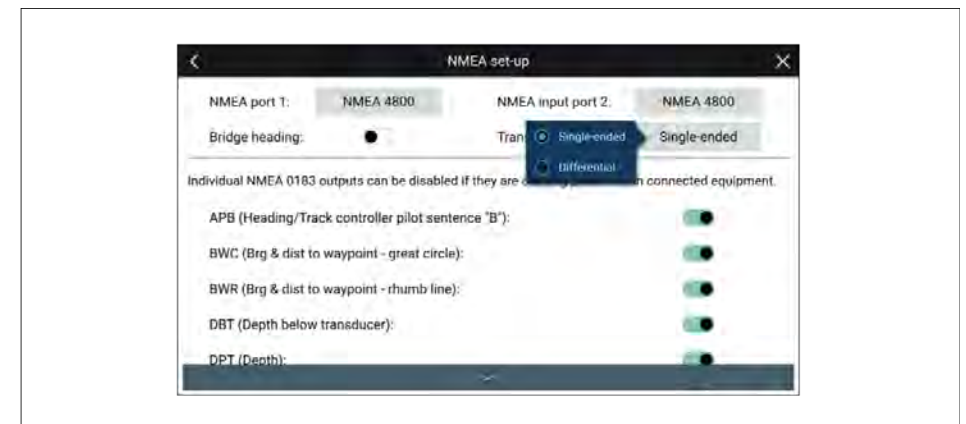 NMEA set-up
NMEA port 1: NMEA 4800 NMEA input port 2: NMEA 4800
Bridge heading: Tran Single-ended Single-ended
Differential
Individual NMEA 0183 outputs can be disabled if they are connected equipment.
APB (Heading/Track controller pilot sentence "B"):
BWC (Brg & dist to waypoint - great circle):
BWR (Brg & dist to waypoint - rhumb line):
DBT (Depth below transducer):
DPT (Depth):